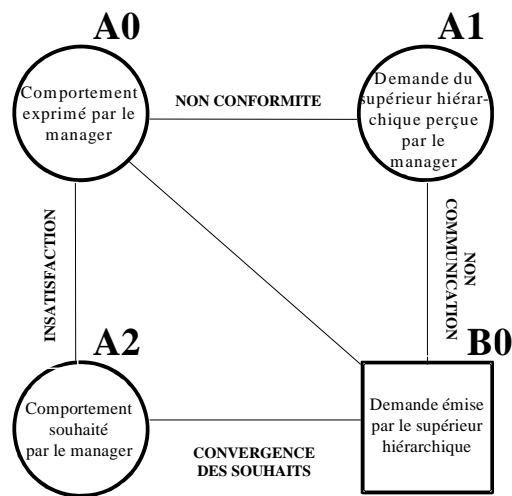 A0
A1
Comportement
exprimé par le
manager
NON CONFORMITE
Demande du
supérieur hiérar-
chique perçue
par le
manager
INSATISFACTION
NON
COMMUNICATION
A2
B0
Comportement
souhaité
par le manager
CONVERGENCE
DES SOUHAITS
Demande émise
par le supérieur
hiérarchique